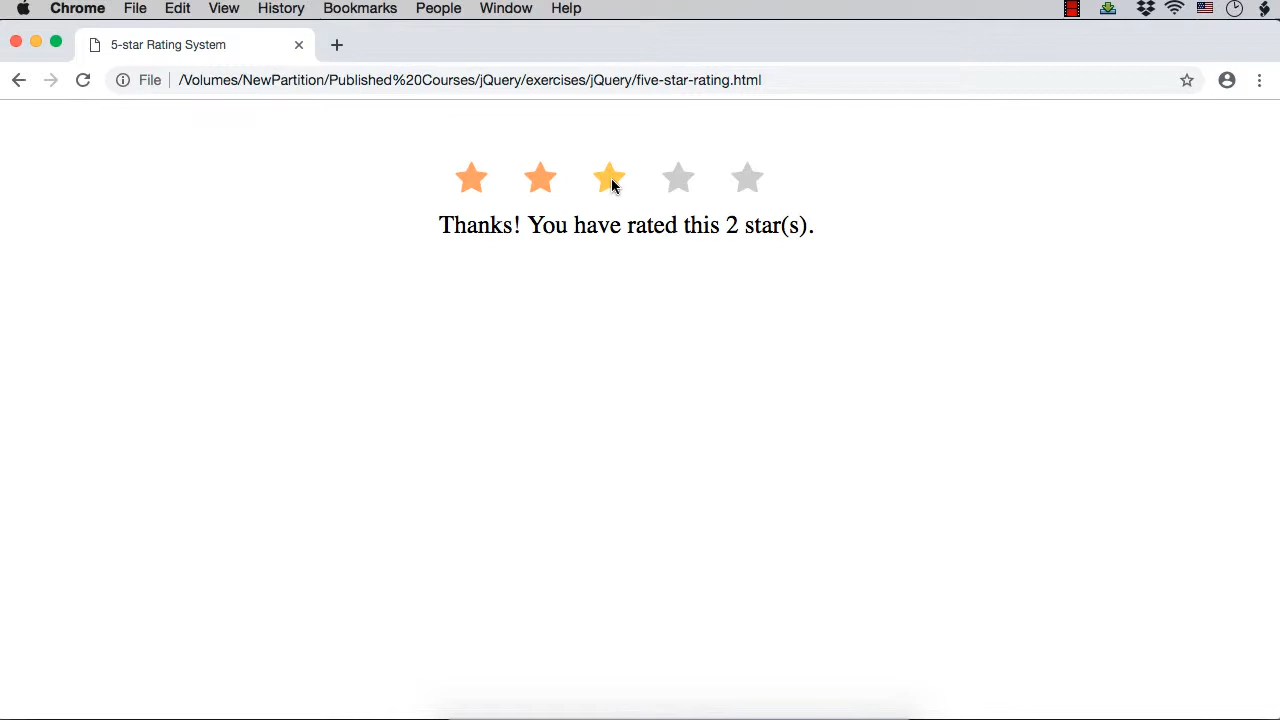 Chrome File Edit View History Bookmarks People Window Help
5-star Rating System
File /Volumes/NewPartition/Published%20Courses/jQuery/exercises/jQuery/five-star-rating.html
Thanks! You have rated this 2 star(s).